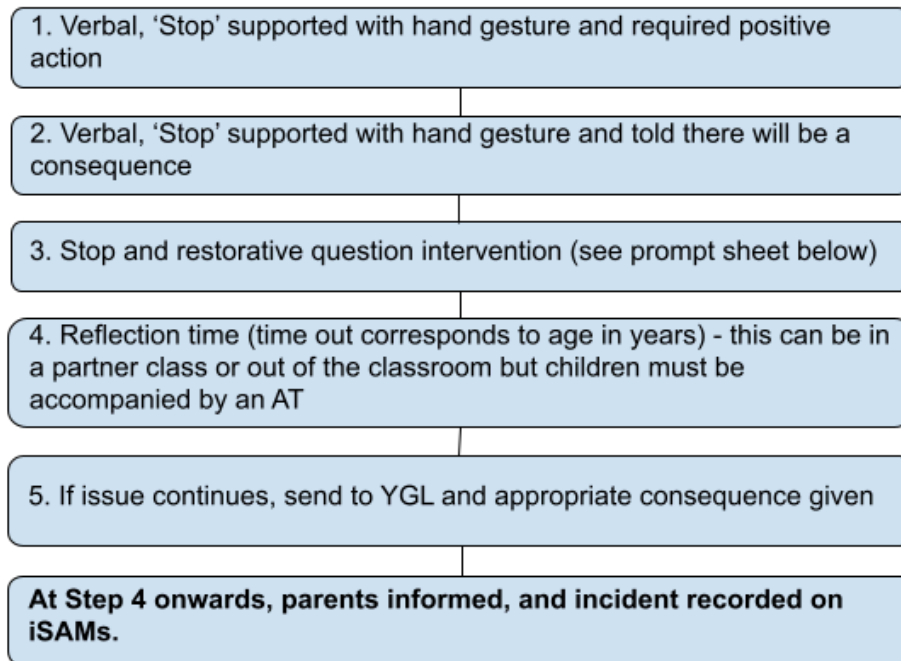 1. Verbal, ‘Stop’ supported with hand gesture and required positive
action
2. Verbal, ‘Stop’ supported with hand gesture and told there will be a
consequence
3. Stop and restorative question intervention (see prompt sheet below)
4. Reflection time (time out corresponds to age in years) - this can be in
a partner class or out of the classroom but children must be
accompanied by an AT
5. If issue continues, send to YGL and appropriate consequence given
At Step 4 onwards, parents informed, and incident recorded on
iSAMs.